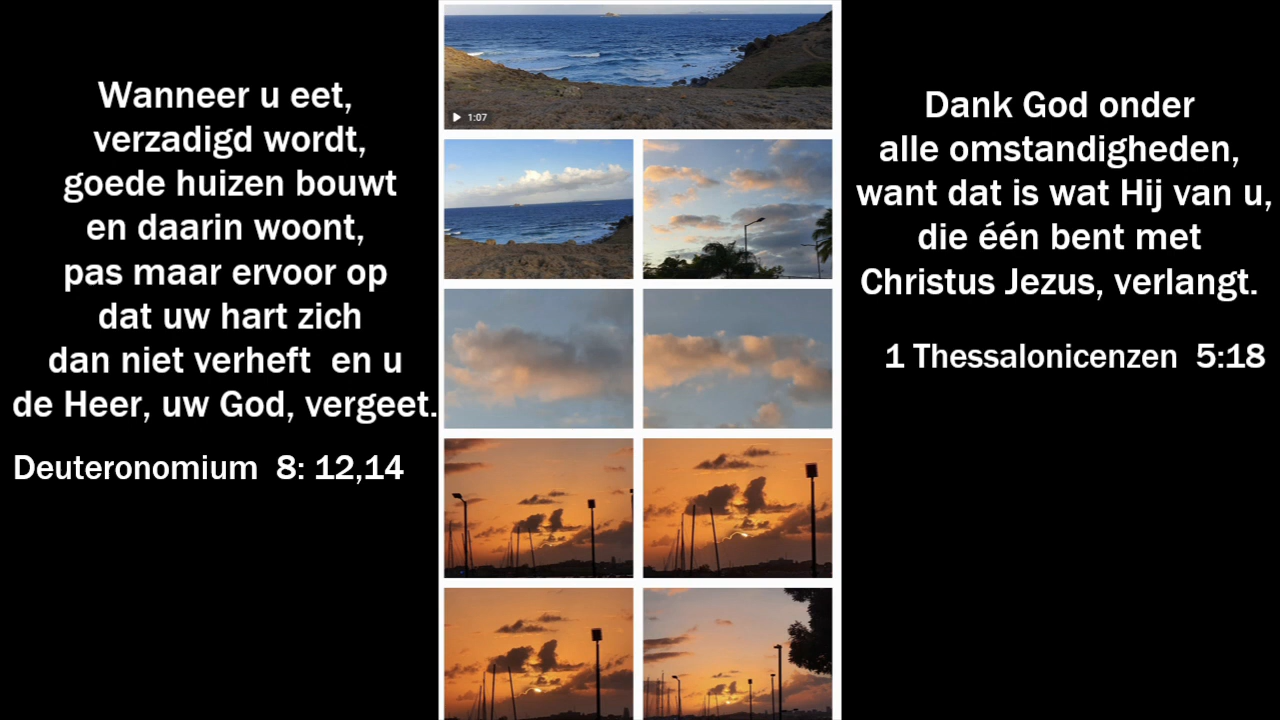 Wanneer u eet,
verzadigd wordt,
goede huizen bouwt
en daarin woont,
pas maar ervoor op
dat uw hart zich
dan niet verheft  en u
de Heer, uw God, vergeet.
Deuteronomium  8: 12,14
1:07
Dank God onder
alle omstandigheden,
want dat is wat Hij van u,
die één bent met
Christus Jezus, verlangt.
1 Thessalonicenzen  5:18